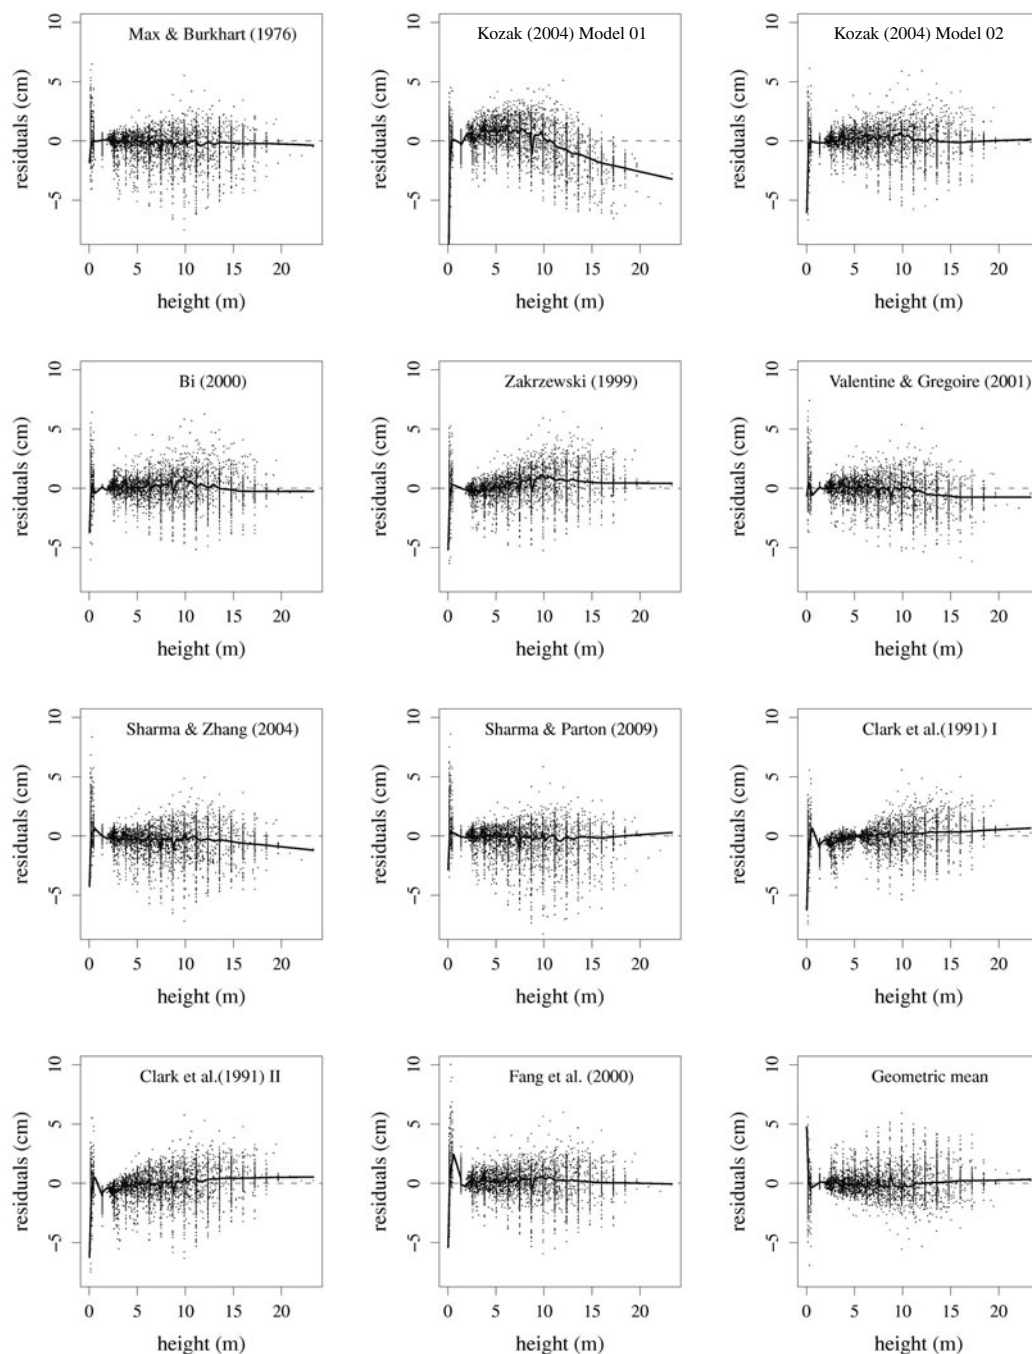 Max & Burkhart (1976)
residuals (cm)
10
5
0
−5
0 5 10 15 20
height (m)
Kozak (2004) Model 01
residuals (cm)
10
5
0
−5
0 5 10 15 20
height (m)
Kozak (2004) Model 02
residuals (cm)
10
5
0
−5
0 5 10 15 20
height (m)
Bi (2000)
residuals (cm)
10
5
0
−5
0 5 10 15 20
height (m)
Zakrzewski (1999)
residuals (cm)
10
5
0
−5
0 5 10 15 20
height (m)
Valentine & Gregoire (2001)
residuals (cm)
10
5
0
−5
0 5 10 15 20
height (m)
Sharma & Zhang (2004)
residuals (cm)
10
5
0
−5
0 5 10 15 20
height (m)
Sharma & Parton (2009)
residuals (cm)
10
5
0
−5
0 5 10 15 20
height (m)
Clark et al.(1991) I
residuals (cm)
10
5
0
−5
0 5 10 15 20
height (m)
Clark et al.(1991) II
residuals (cm)
10
5
0
−5
0 5 10 15 20
height (m)
Fang et al. (2000)
residuals (cm)
10
5
0
−5
0 5 10 15 20
height (m)
Geometric mean
residuals (cm)
10
5
0
−5
0 5 10 15 20
height (m)